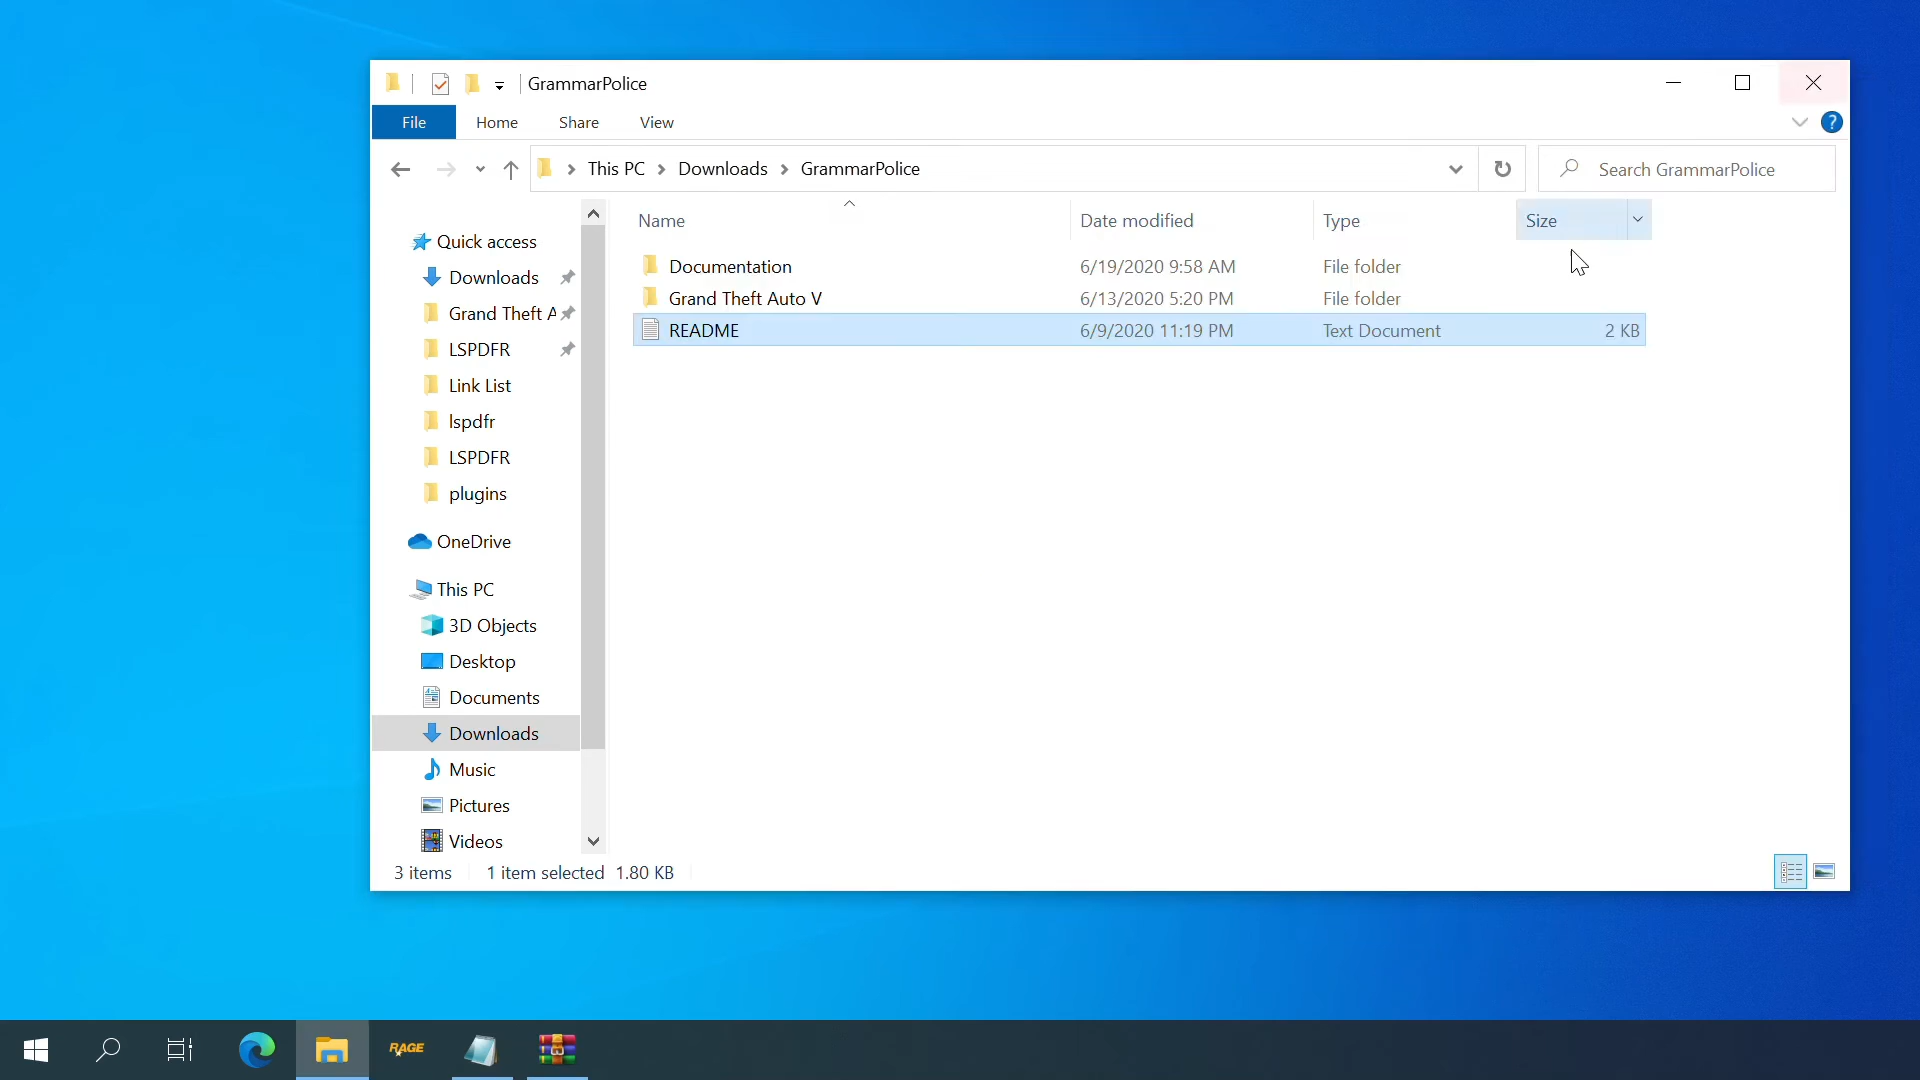 GrammarPolice
File
Home
Share
View
?
This PC
Downloads
GrammarPolice
Search GrammarPolice
Name
Date modified
Type
Size
Documentation 6/19/2020 9:58 AM File folder
Grand Theft Auto V 6/13/2020 5:20 PM File folder
README 6/9/2020 11:19 PM Text Document 2 KB
Quick access
Downloads
Grand Theft A
LSPDFR
Link List
lspdfr
LSPDFR
plugins
OneDrive
This PC
3D Objects
Desktop
Documents
Downloads
Music
Pictures
Videos
3 items 1 item selected 1.80 KB
RAGE